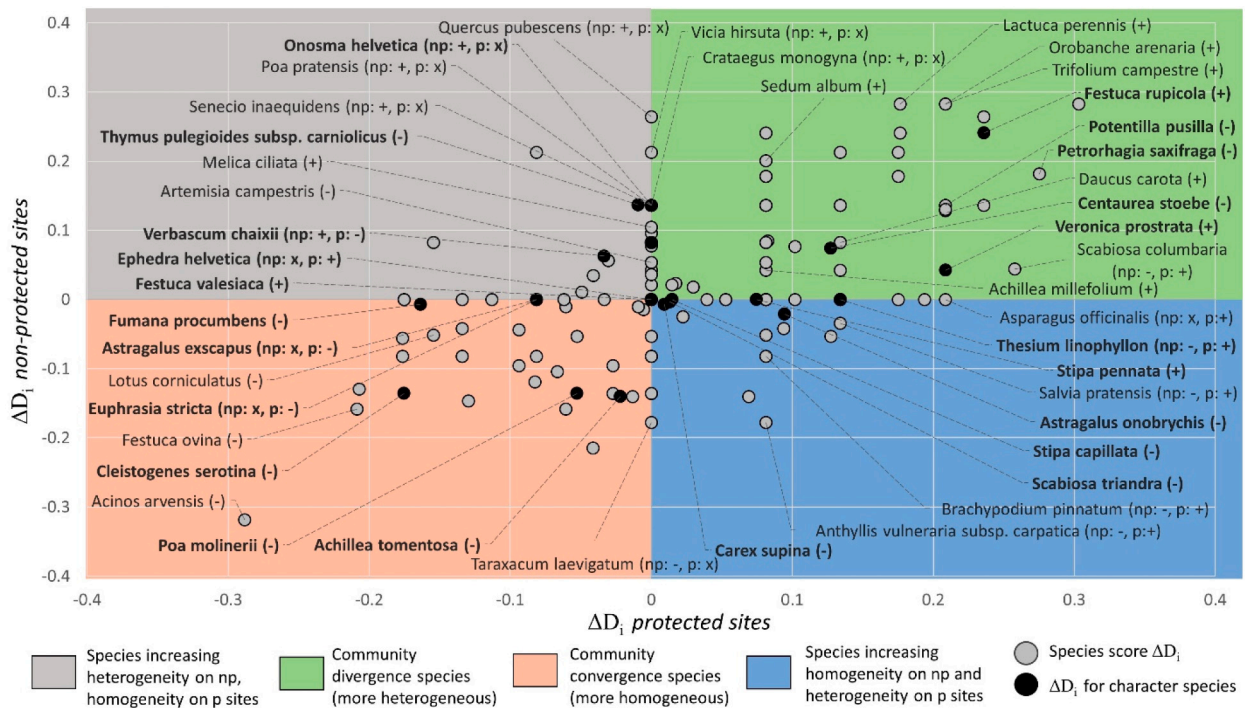 0.4
0.3
0.2
0.1
0
-0.1
-0.2
-0.3
-0.4
ΔDi non-protected sites
Quercus pubescens (np: +, p: x)
Onosma helvetica (np: +, p: x)
Poa pratensis (np: +, p: x)
Senecio inaequidens (np: +, p: x)
Thymus pulegioides subsp. carniolicus (-)
Melica ciliata (+)
Artemisia campestris (-)
Verbascum chaixii (np: +, p: -)
Ephedra helvetica (np: x, p: +)
Festuca valesiaca (+)
Fumana procumbens (-)
Astragalus exscapus (np: x, p: -)
Lotus corniculatus (-)
Euphrasia stricta (np: x, p: -)
Festuca ovina (-)
Cleistogenes serotina (-)
Acinos arvensis (-)
Poa molinerii (-)
Achillea tomentosa (-)
Taraxacum laevigatum (np: -, p: x)
Vicia hirsuta (np: +, p: x)
Crataegus monogyna (np: +, p: x)
Sedum album (+)
Lactuca perennis (+)
Orobanche arenaria (+)
Trifolium campestre (+)
Festuca rupicola (+)
Potentilla pusilla (-)
Petrorhagia saxifraga (-)
Daucus carota (+)
Centaurea stoebe (-)
Veronica prostrata (+)
Scabiosa columbaria
(np: -, p: +)
Achillea millefolium (+)
Asparagus officinalis (np: x, p:+)
Thesium linophyllon (np: -, p: +)
Stipa pennata (+)
Salvia pratensis (np: -, p: +)
Astragalus onobrychis (-)
Stipa capillata (-)
Scabiosa triandra (-)
Brachypodium pinnatum (np: -, p: +)
Anthyllis vulneraria subsp. carpatica (np: -, p:+)
Carex supina (-)
-0.4 -0.3 -0.2 -0.1 0 0.1 0.2 0.3 0.4
ΔDi protected sites
Species increasing
heterogeneity on np,
homogeneity on p sites
Community
divergence species
(more heterogeneous)
Community
convergence species
(more homogeneous)
Species increasing
homogeneity on np and
heterogeneity on p sites
Species score ΔDi
ΔDi for character species